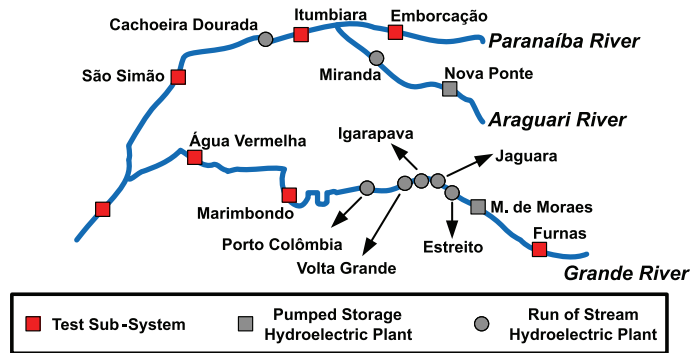 Cachoeira Dourada
Itumbiara
Emborcação
Paranaíba River
São Simão
Miranda
Nova Ponte
Araguari River
Água Vermelha
Igarapava
Jaguara
Marimbondo
M. de Moraes
Porto Colômbia
Estreito
Furnas
Volta Grande
Grande River
Test Sub-System
Pumped Storage
Hydroelectric Plant
Run of Stream
Hydroelectric Plant